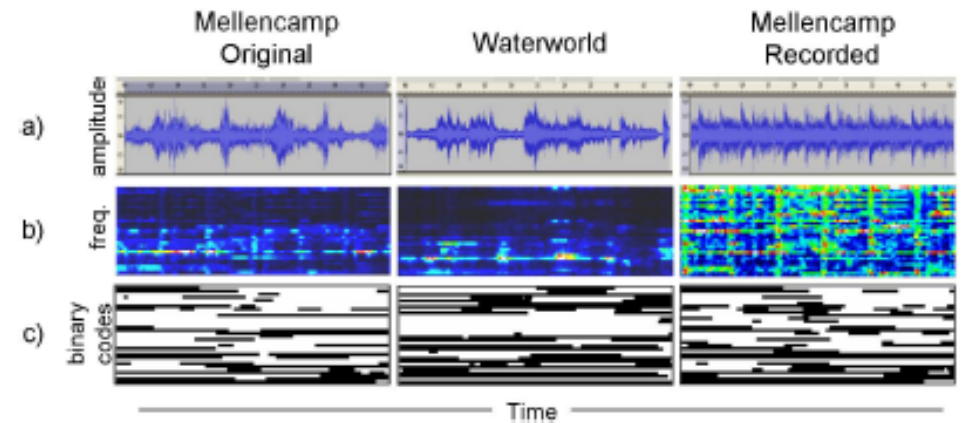 Mellencamp
Original
Waterworld
Mellencamp
Recorded
a)
amplitude
b)
freq.
c)
binary
codes
Time